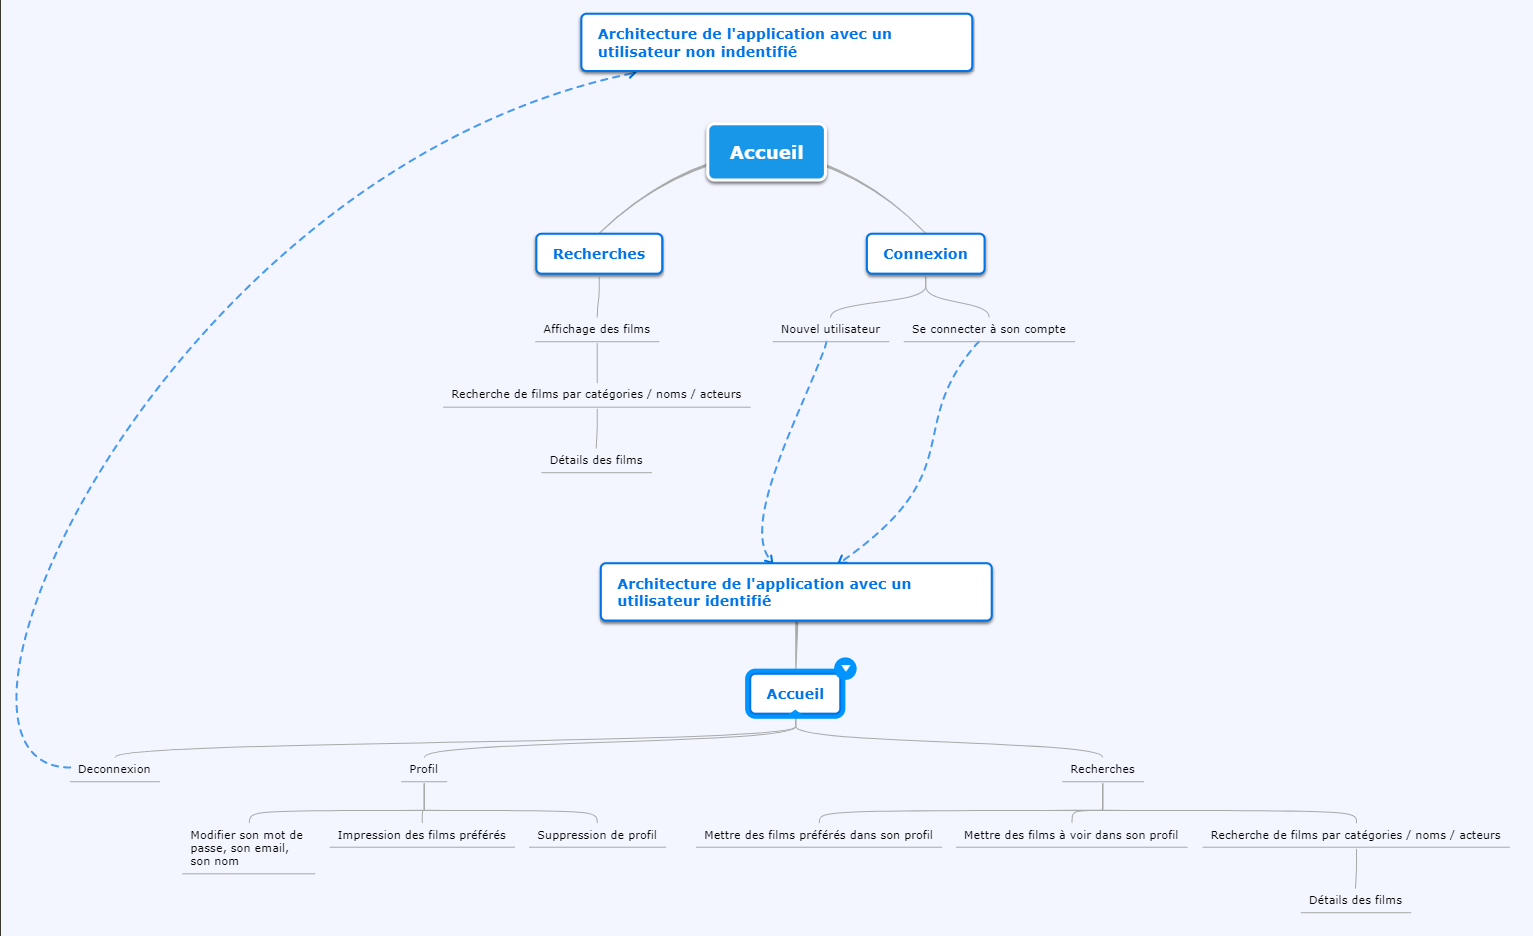 Architecture de l'application avec un
utilisateur non indentifié
Accueil
Recherches
Connexion
Affichage des films
Nouvel utilisateur
Se connecter à son compte
Recherche de films par catégories / noms / acteurs
Détails des films
Architecture de l'application avec un
utilisateur identifié
Accueil
Deconnexion
Profil
Recherches
Modifier son mot de
passe, son email,
son nom
Impression des films préférés
Suppression de profil
Mettre des films préférés dans son profil
Mettre des films à voir dans son profil
Recherche de films par catégories / noms / acteurs
Détails des films